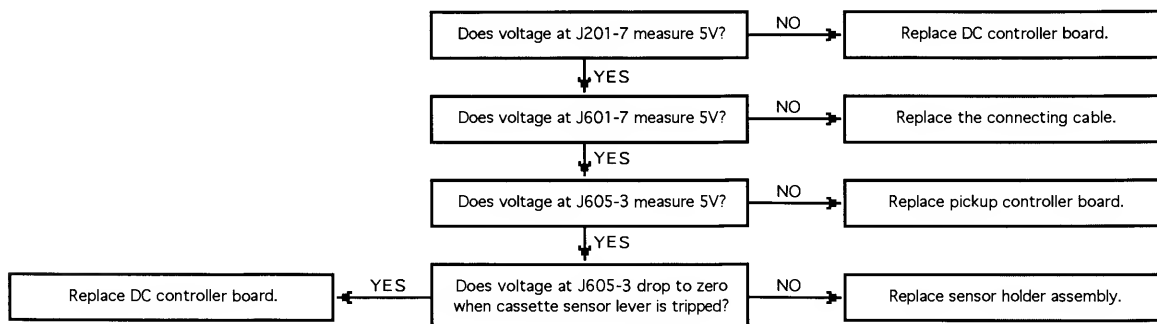 Does voltage at J201-7 measure 5V?
NO
Replace DC controller board.
YES
Does voltage at J601-7 measure 5V?
NO
Replace the connecting cable.
YES
Does voltage at J605-3 measure 5V?
NO
Replace pickup controller board.
YES
Replace DC controller board.
YES
Does voltage at J605-3 drop to zero
when cassette sensor lever is tripped?
NO
Replace sensor holder assembly.